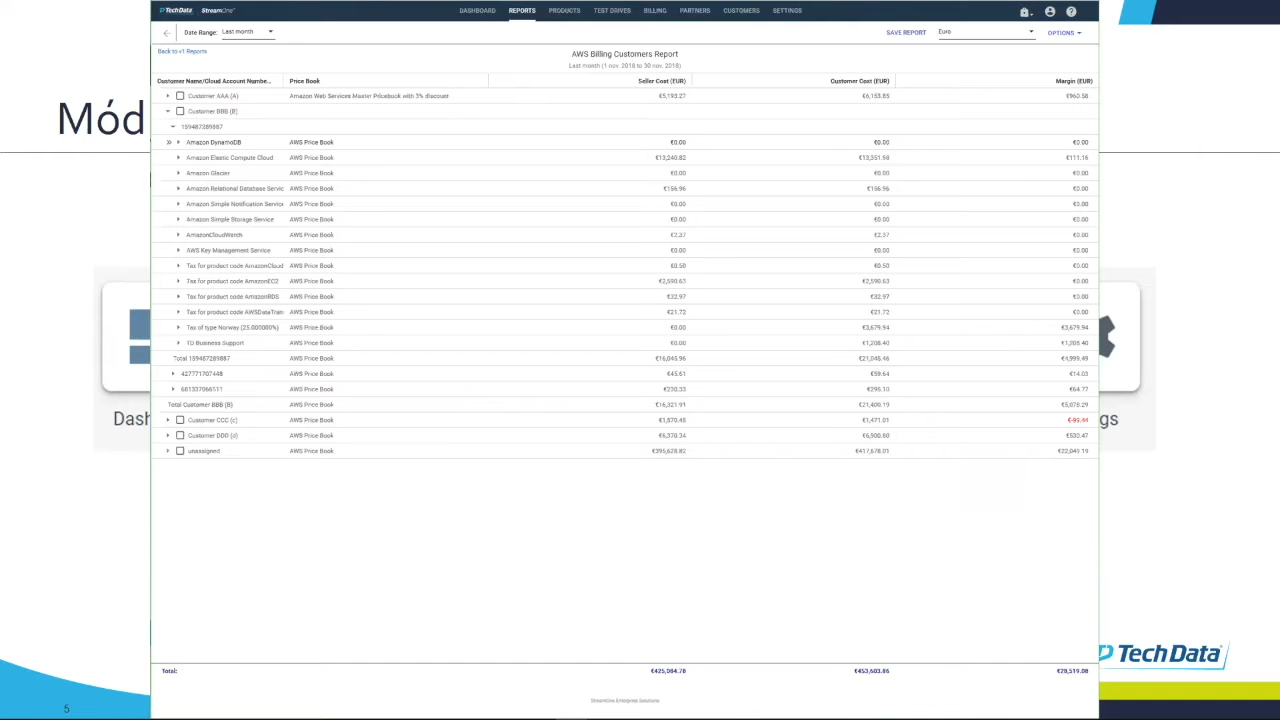 TechData StreamOne DASHBOARD REPORTS PRODUCTS TEST DRIVES BILLING PARTNERS CUSTOMERS SETTINGS
Date Range: Last month SAVE REPORT Euro OPTIONS
Back to v1 Reports
AWS Billing Customers Report
Last month (1 nov. 2018 to 30 nov. 2018)
Customer Name/Cloud Account Numbe... Price Book Seller Cost (EUR) Customer Cost (EUR) Margin (EUR)
Customer AAA (A) Amazon Web Services Master Pricebook with 3% discount €5,193.27 €6,153.85 €960.58
Customer BBB (B)
159487289887
Amazon DynamoDB AWS Price Book €0.00 €0.00 €0.00
Amazon Elastic Compute Cloud AWS Price Book €13,240.82 €13,351.98 €111.16
Amazon Glacier AWS Price Book €0.00 €0.00 €0.00
Amazon Relational Database Servic AWS Price Book €156.96 €156.96 €0.00
Amazon Simple Notification Service AWS Price Book €0.00 €0.00 €0.00
Amazon Simple Storage Service AWS Price Book €0.00 €0.00 €0.00
AmazonCloudWatch AWS Price Book €2.37 €2.37 €0.00
AWS Key Management Service AWS Price Book €0.00 €0.00 €0.00
Tax for product code AmazonCloud AWS Price Book €0.50 €0.50 €0.00
Tax for product code AmazonEC2 AWS Price Book €2,590.63 €2,590.63 €0.00
Tax for product code AmazonRDS AWS Price Book €32.97 €32.97 €0.00
Tax for product code AWSDataTran AWS Price Book €21.72 €21.72 €0.00
Tax of type Norway (25.000000%) AWS Price Book €0.00 €3,679.94 €3,679.94
TD Business Support AWS Price Book €0.00 €1,208.40 €1,208.40
Total 159487289887 AWS Price Book €16,045.96 €21,045.46 €4,999.49
427771707448 AWS Price Book €45.61 €59.64 €14.03
681337066511 AWS Price Book €230.33 €295.10 €64.77
Total Customer BBB (B) AWS Price Book €16,321.91 €21,400.19 €5,078.29
Customer CCC (c) AWS Price Book €1,570.45 €1,471.01 €-99.44
Customer DDD (d) AWS Price Book €6,370.34 €6,900.80 €530.47
unassigned AWS Price Book €395,628.82 €417,678.01 €22,049.19
Total: €425,084.78 €453,603.86 €28,519.08
StreamOne Enterprise Solutions
Mód
Dash
gs
TechData
5